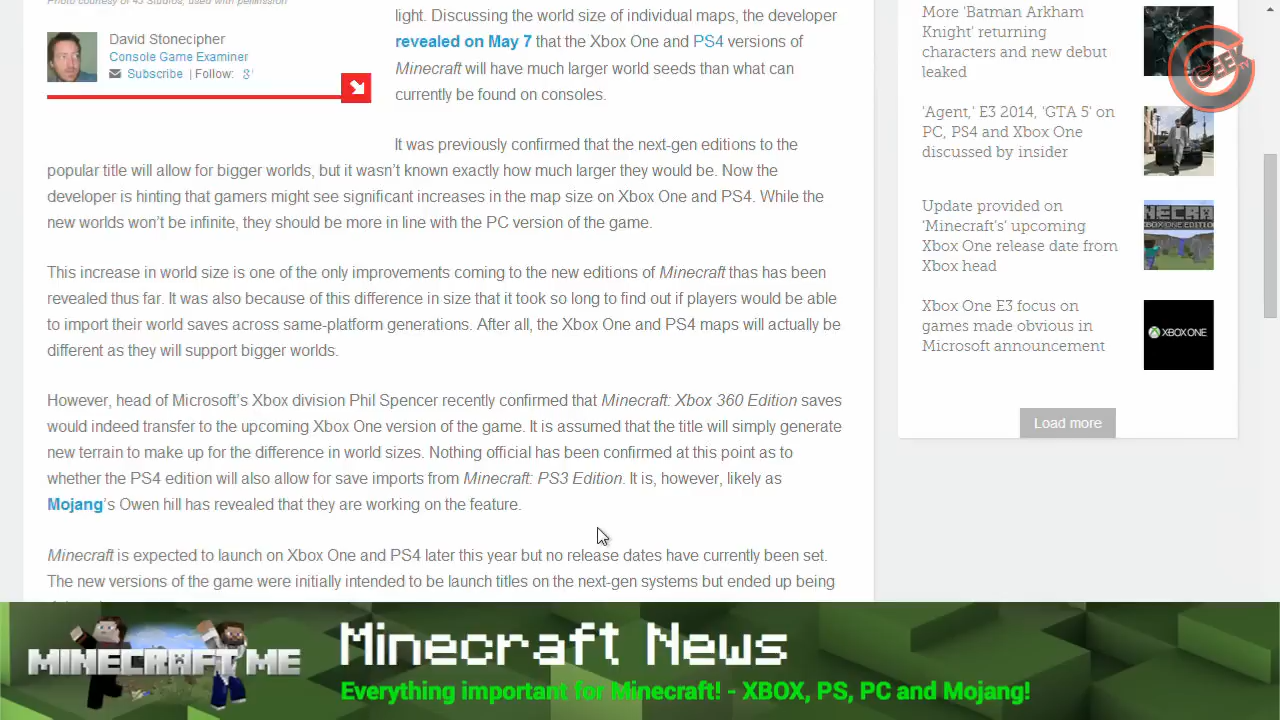 Photo courtesy of 4J Studios, used with permission
David Stonecipher
Console Game Examiner
Subscribe | Follow:
light. Discussing the world size of individual maps, the developer
revealed on May 7 that the Xbox One and PS4 versions of
Minecraft will have much larger world seeds than what can
currently be found on consoles.
It was previously confirmed that the next-gen editions to the
popular title will allow for bigger worlds, but it wasn't known exactly how much larger they would be. Now the
developer is hinting that gamers might see significant increases in the map size on Xbox One and PS4. While the
new worlds won't be infinite, they should be more in line with the PC version of the game.
This increase in world size is one of the only improvements coming to the new editions of Minecraft thas has been
revealed thus far. It was also because of this difference in size that it took so long to find out if players would be able
to import their world saves across same-platform generations. After all, the Xbox One and PS4 maps will actually be
different as they will support bigger worlds.
However, head of Microsoft's Xbox division Phil Spencer recently confirmed that Minecraft: Xbox 360 Edition saves
would indeed transfer to the upcoming Xbox One version of the game. It is assumed that the title will simply generate
new terrain to make up for the difference in world sizes. Nothing official has been confirmed at this point as to
whether the PS4 edition will also allow for save imports from Minecraft: PS3 Edition. It is, however, likely as
Mojang's Owen hill has revealed that they are working on the feature.
Minecraft is expected to launch on Xbox One and PS4 later this year but no release dates have currently been set.
The new versions of the game were initially intended to be launch titles on the next-gen systems but ended up being
More 'Batman Arkham
Knight' returning
characters and new debut
leaked
'Agent,' E3 2014, 'GTA 5' on
PC, PS4 and Xbox One
discussed by insider
Update provided on
'Minecraft's' upcoming
Xbox One release date from
Xbox head
Xbox One E3 focus on
games made obvious in
Microsoft announcement
XBOX ONE
Load more
GEEK TV
MINECRAFT ME
Minecraft News
Everything important for Minecraft! - XBOX, PS, PC and Mojang!